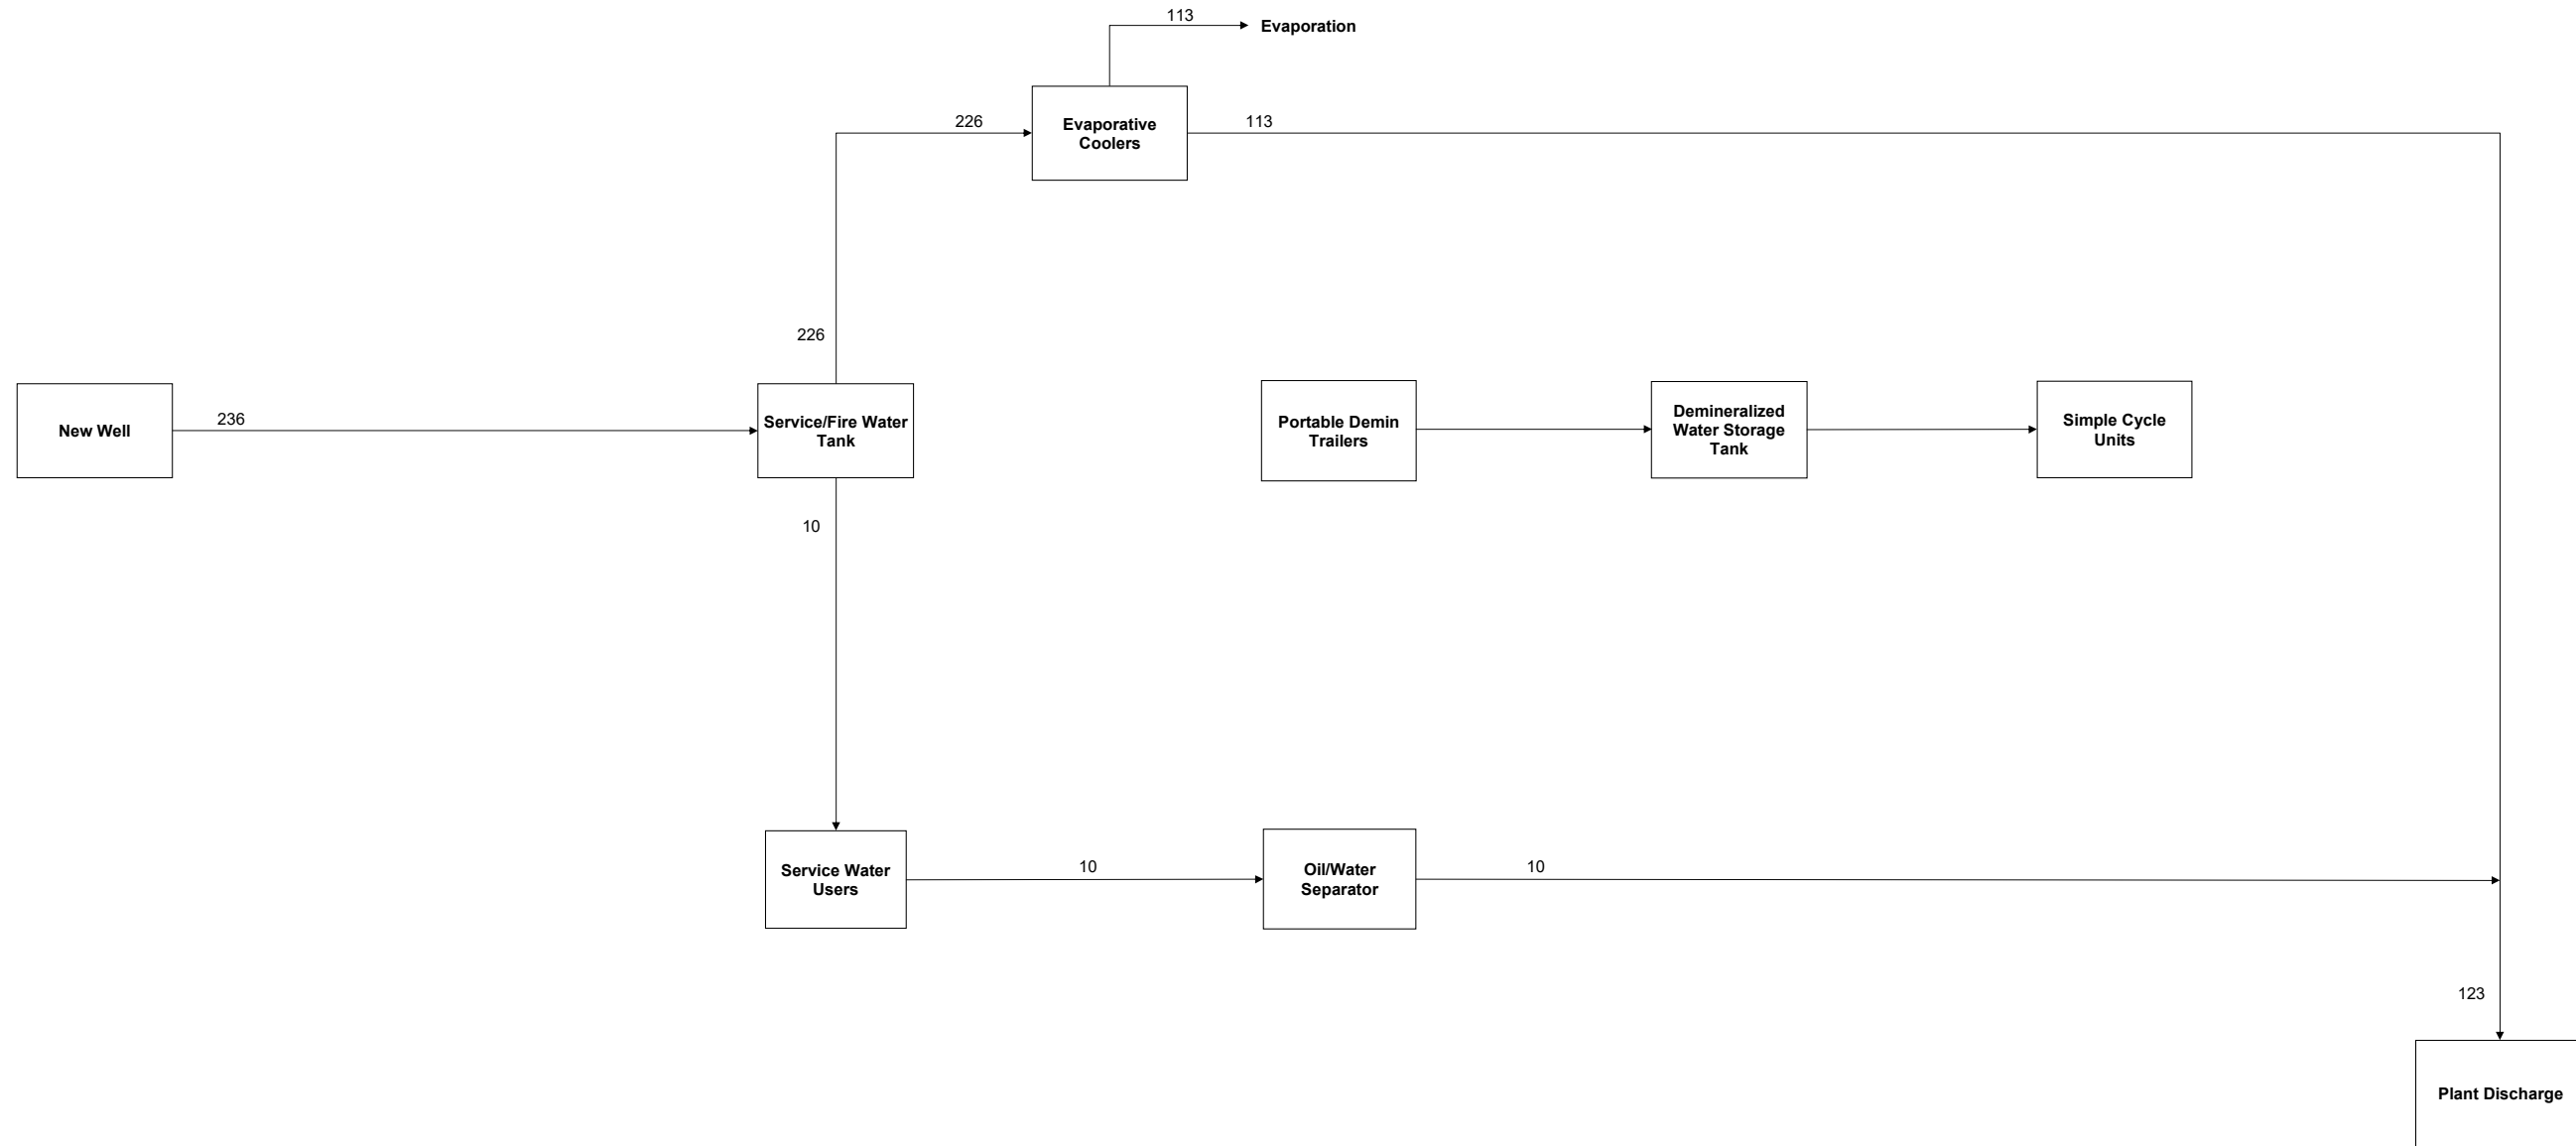 113
Evaporation
226
Evaporative
Coolers
113
226
New Well
236
Service/Fire Water
Tank
Portable Demin
Trailers
Demineralized
Water Storage
Tank
Simple Cycle
Units
10
Service Water
Users
10
Oil/Water
Separator
10
123
Plant Discharge